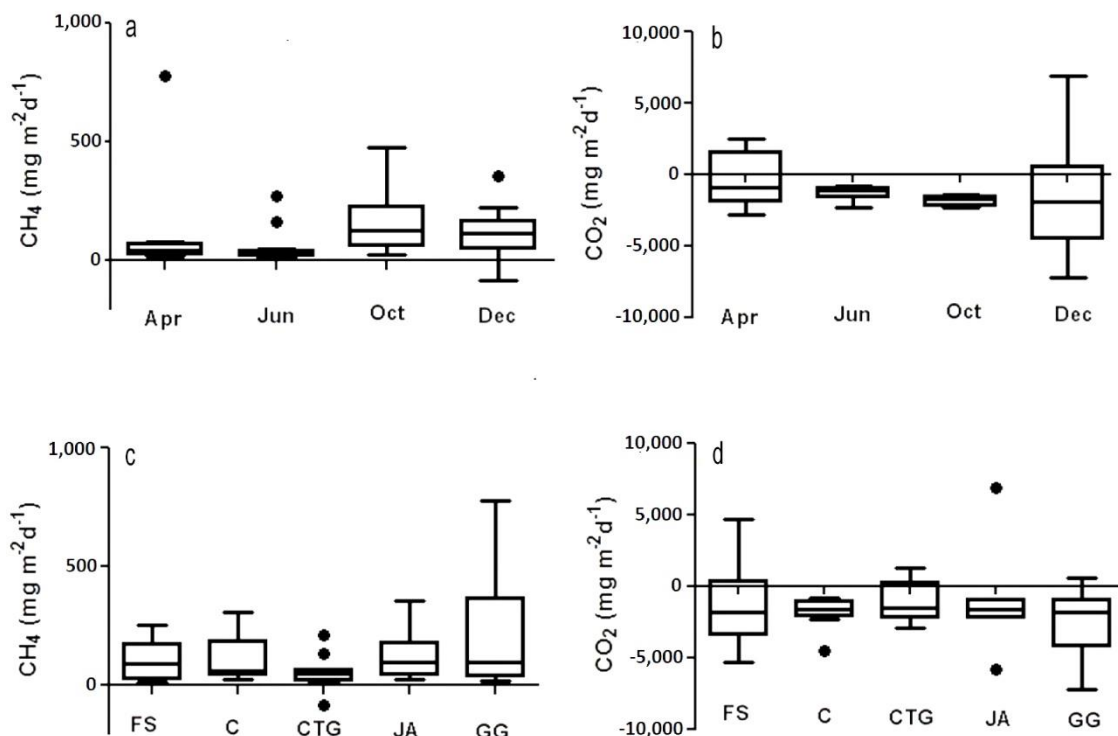 a
1,000
500
0
CH₄ (mg m⁻²d⁻¹)
Apr Jun Oct Dec
b
10,000
5,000
0
-5,000
-10,000
CO₂ (mg m⁻²d⁻¹)
Apr Jun Oct Dec
c
1,000
500
0
CH₄ (mg m⁻²d⁻¹)
FS C CTG JA GG
d
10,000
5,000
0
-5,000
-10,000
CO₂ (mg m⁻²d⁻¹)
FS C CTG JA GG